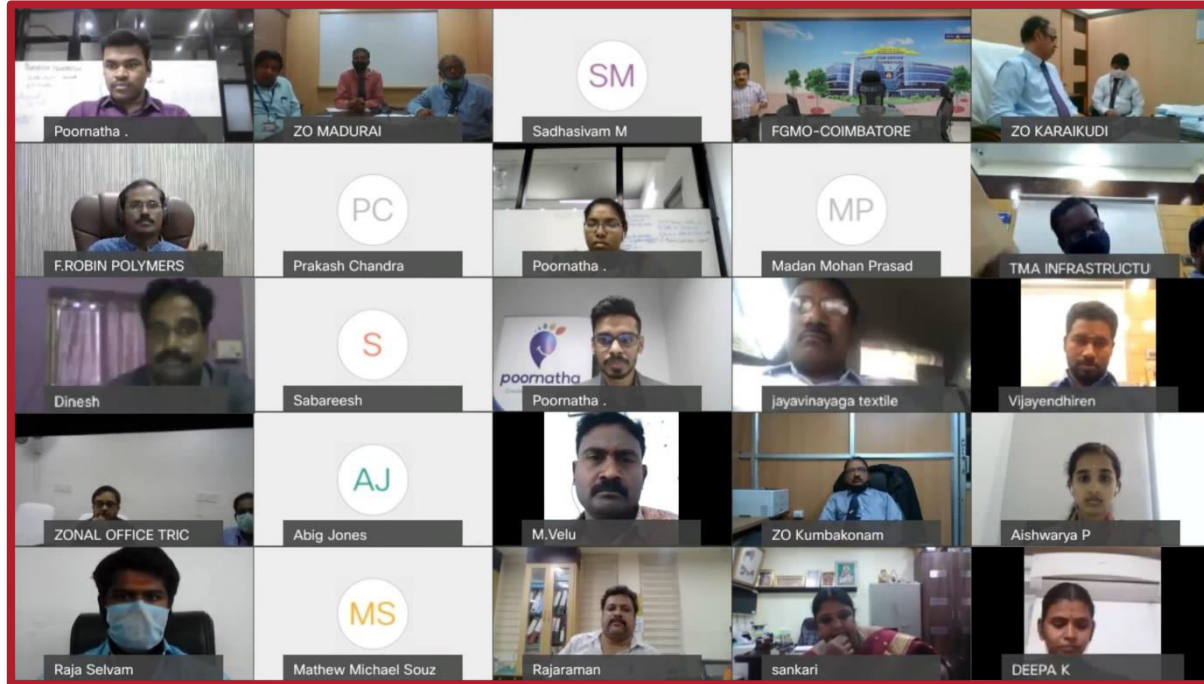 Poornatha .
ZO MADURAI
SM
Sadhasivam M
FGMO-COIMBATORE
ZO KARAIKUDI
F.ROBIN POLYMERS
PC
Prakash Chandra
Poornatha .
MP
Madan Mohan Prasad
TMA INFRASTRUCTU
Dinesh
S
Sabareesh
poornatha
Poornatha .
jayavinayaga textile
Vijayendhiren
ZONAL OFFICE TRIC
AJ
Abig Jones
M.Velu
ZO Kumbakonam
Aishwarya P
Raja Selvam
MS
Mathew Michael Souz
Rajaraman
sankari
DEEPA K